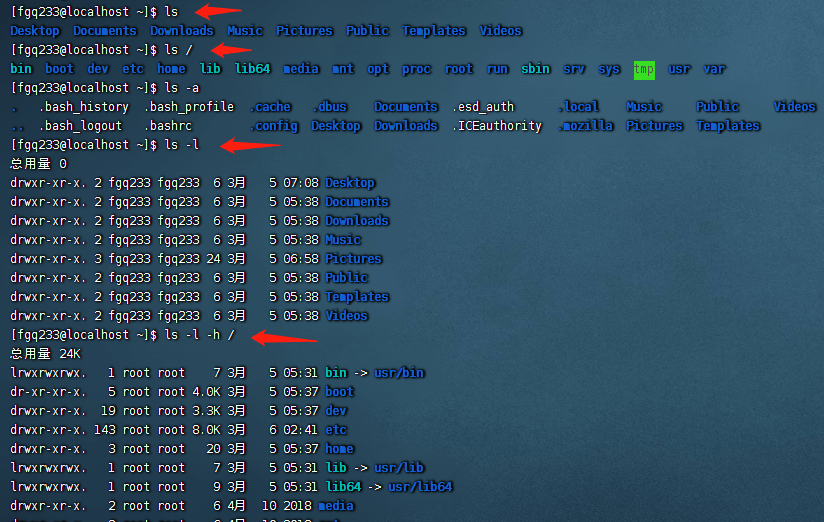 [fgq233@localhost ~]$ ls
Desktop Documents Downloads Music Pictures Public Templates Videos
[fgq233@localhost ~]$ ls /
bin boot dev etc home lib lib64 media mnt opt proc root run sbin srv sys tmp usr var
[fgq233@localhost ~]$ ls -a
. .bash_history .bash_profile .cache .dbus Documents .esd_auth .local Music Public Videos
.. .bash_logout .bashrc .config Desktop Downloads .ICEauthority .mozilla Pictures Templates
[fgq233@localhost ~]$ ls -l
总用量 0
drwxr-xr-x. 2 fgq233 fgq233 6 3月 5 07:08 Desktop
drwxr-xr-x. 2 fgq233 fgq233 6 3月 5 05:38 Documents
drwxr-xr-x. 2 fgq233 fgq233 6 3月 5 05:38 Downloads
drwxr-xr-x. 2 fgq233 fgq233 6 3月 5 05:38 Music
drwxr-xr-x. 3 fgq233 fgq233 24 3月 5 06:58 Pictures
drwxr-xr-x. 2 fgq233 fgq233 6 3月 5 05:38 Public
drwxr-xr-x. 2 fgq233 fgq233 6 3月 5 05:38 Templates
drwxr-xr-x. 2 fgq233 fgq233 6 3月 5 05:38 Videos
[fgq233@localhost ~]$ ls -l -h /
总用量 24K
lrwxrwxrwx. 1 root root 7 3月 5 05:31 bin -> usr/bin
dr-xr-xr-x. 5 root root 4.0K 3月 5 05:37 boot
drwxr-xr-x. 19 root root 3.3K 3月 5 05:37 dev
drwxr-xr-x. 143 root root 8.0K 3月 6 02:41 etc
drwxr-xr-x. 3 root root 20 3月 5 05:37 home
lrwxrwxrwx. 1 root root 7 3月 5 05:31 lib -> usr/lib
lrwxrwxrwx. 1 root root 9 3月 5 05:31 lib64 -> usr/lib64
drwxr-xr-x. 2 root root 6 4月 10 2018 media